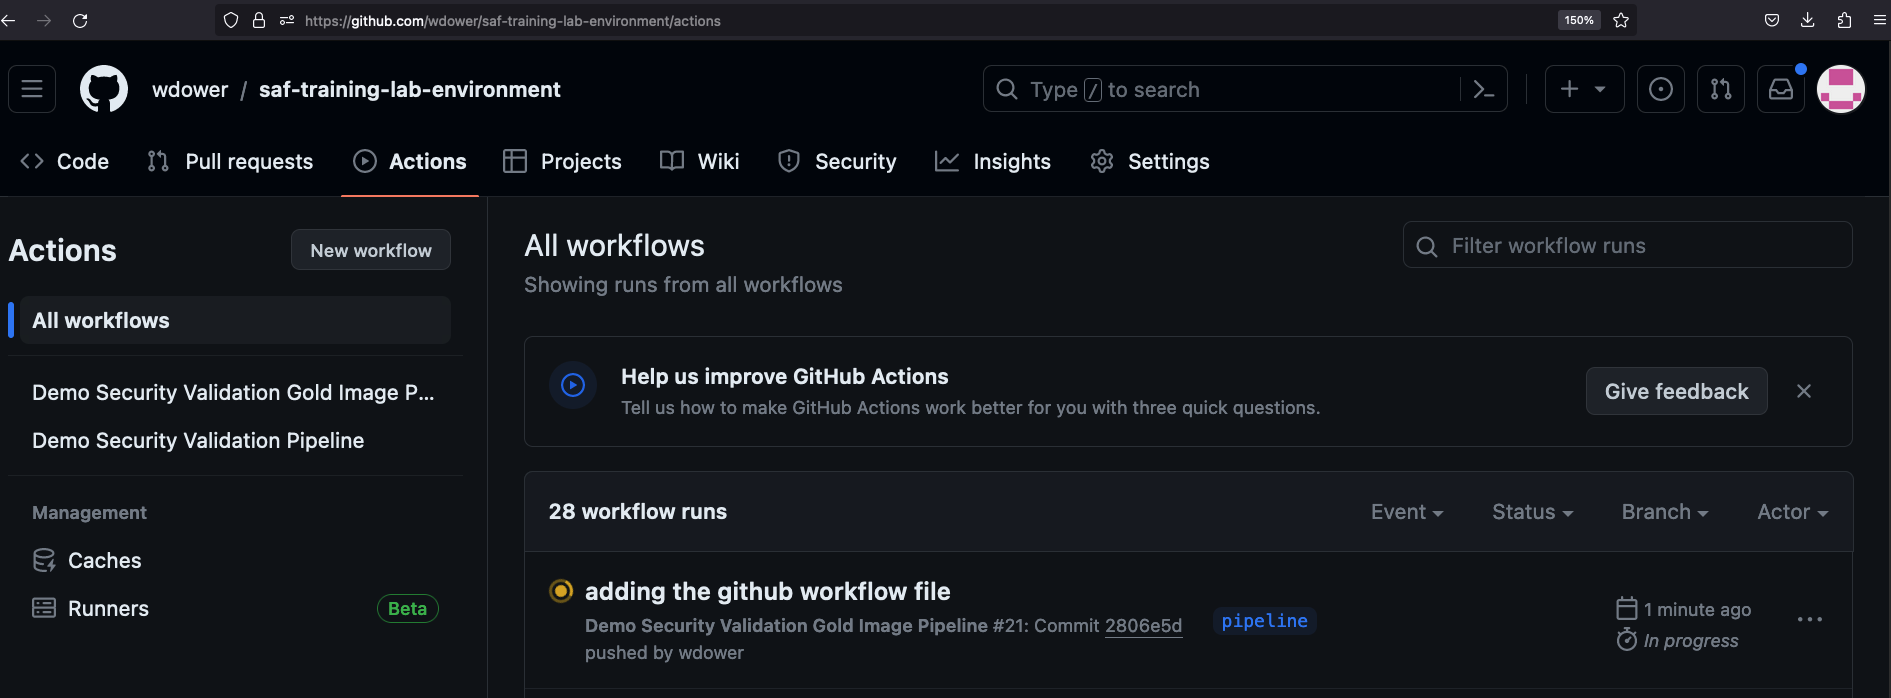 https://github.com/wdower/saf-training-lab-environment/actions
150%
wdower / saf-training-lab-environment
Type / to search
Code
Pull requests
Actions
Projects
Wiki
Security
Insights
Settings
Actions
New workflow
All workflows
Demo Security Validation Gold Image P...
Demo Security Validation Pipeline
Management
Caches
Runners
Beta
All workflows
Showing runs from all workflows
Filter workflow runs
Help us improve GitHub Actions
Tell us how to make GitHub Actions work better for you with three quick questions.
Give feedback
28 workflow runs
Event
Status
Branch
Actor
adding the github workflow file
Demo Security Validation Gold Image Pipeline #21: Commit 2806e5d
pushed by wdower
pipeline
1 minute ago
In progress